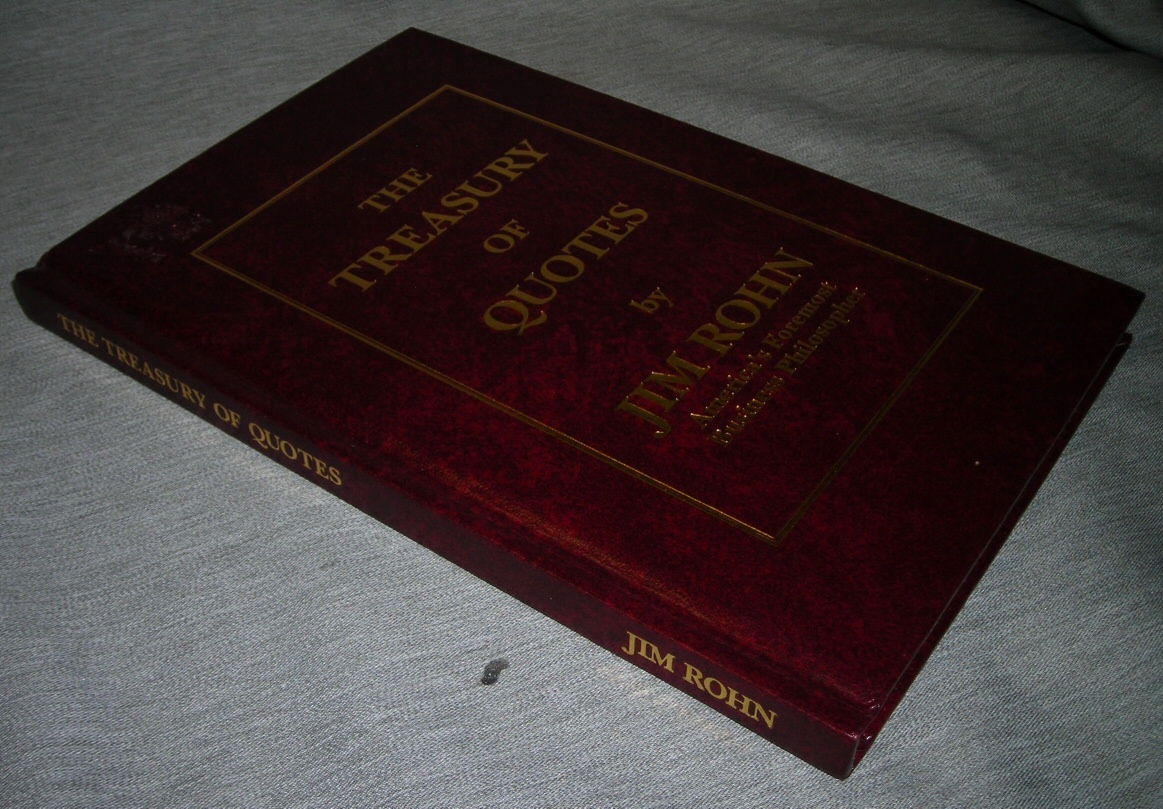 THE
TREASURY
OF
QUOTES
by
JIM ROHN
America's Foremost
Business Philosopher
THE TREASURY OF QUOTES
JIM ROHN